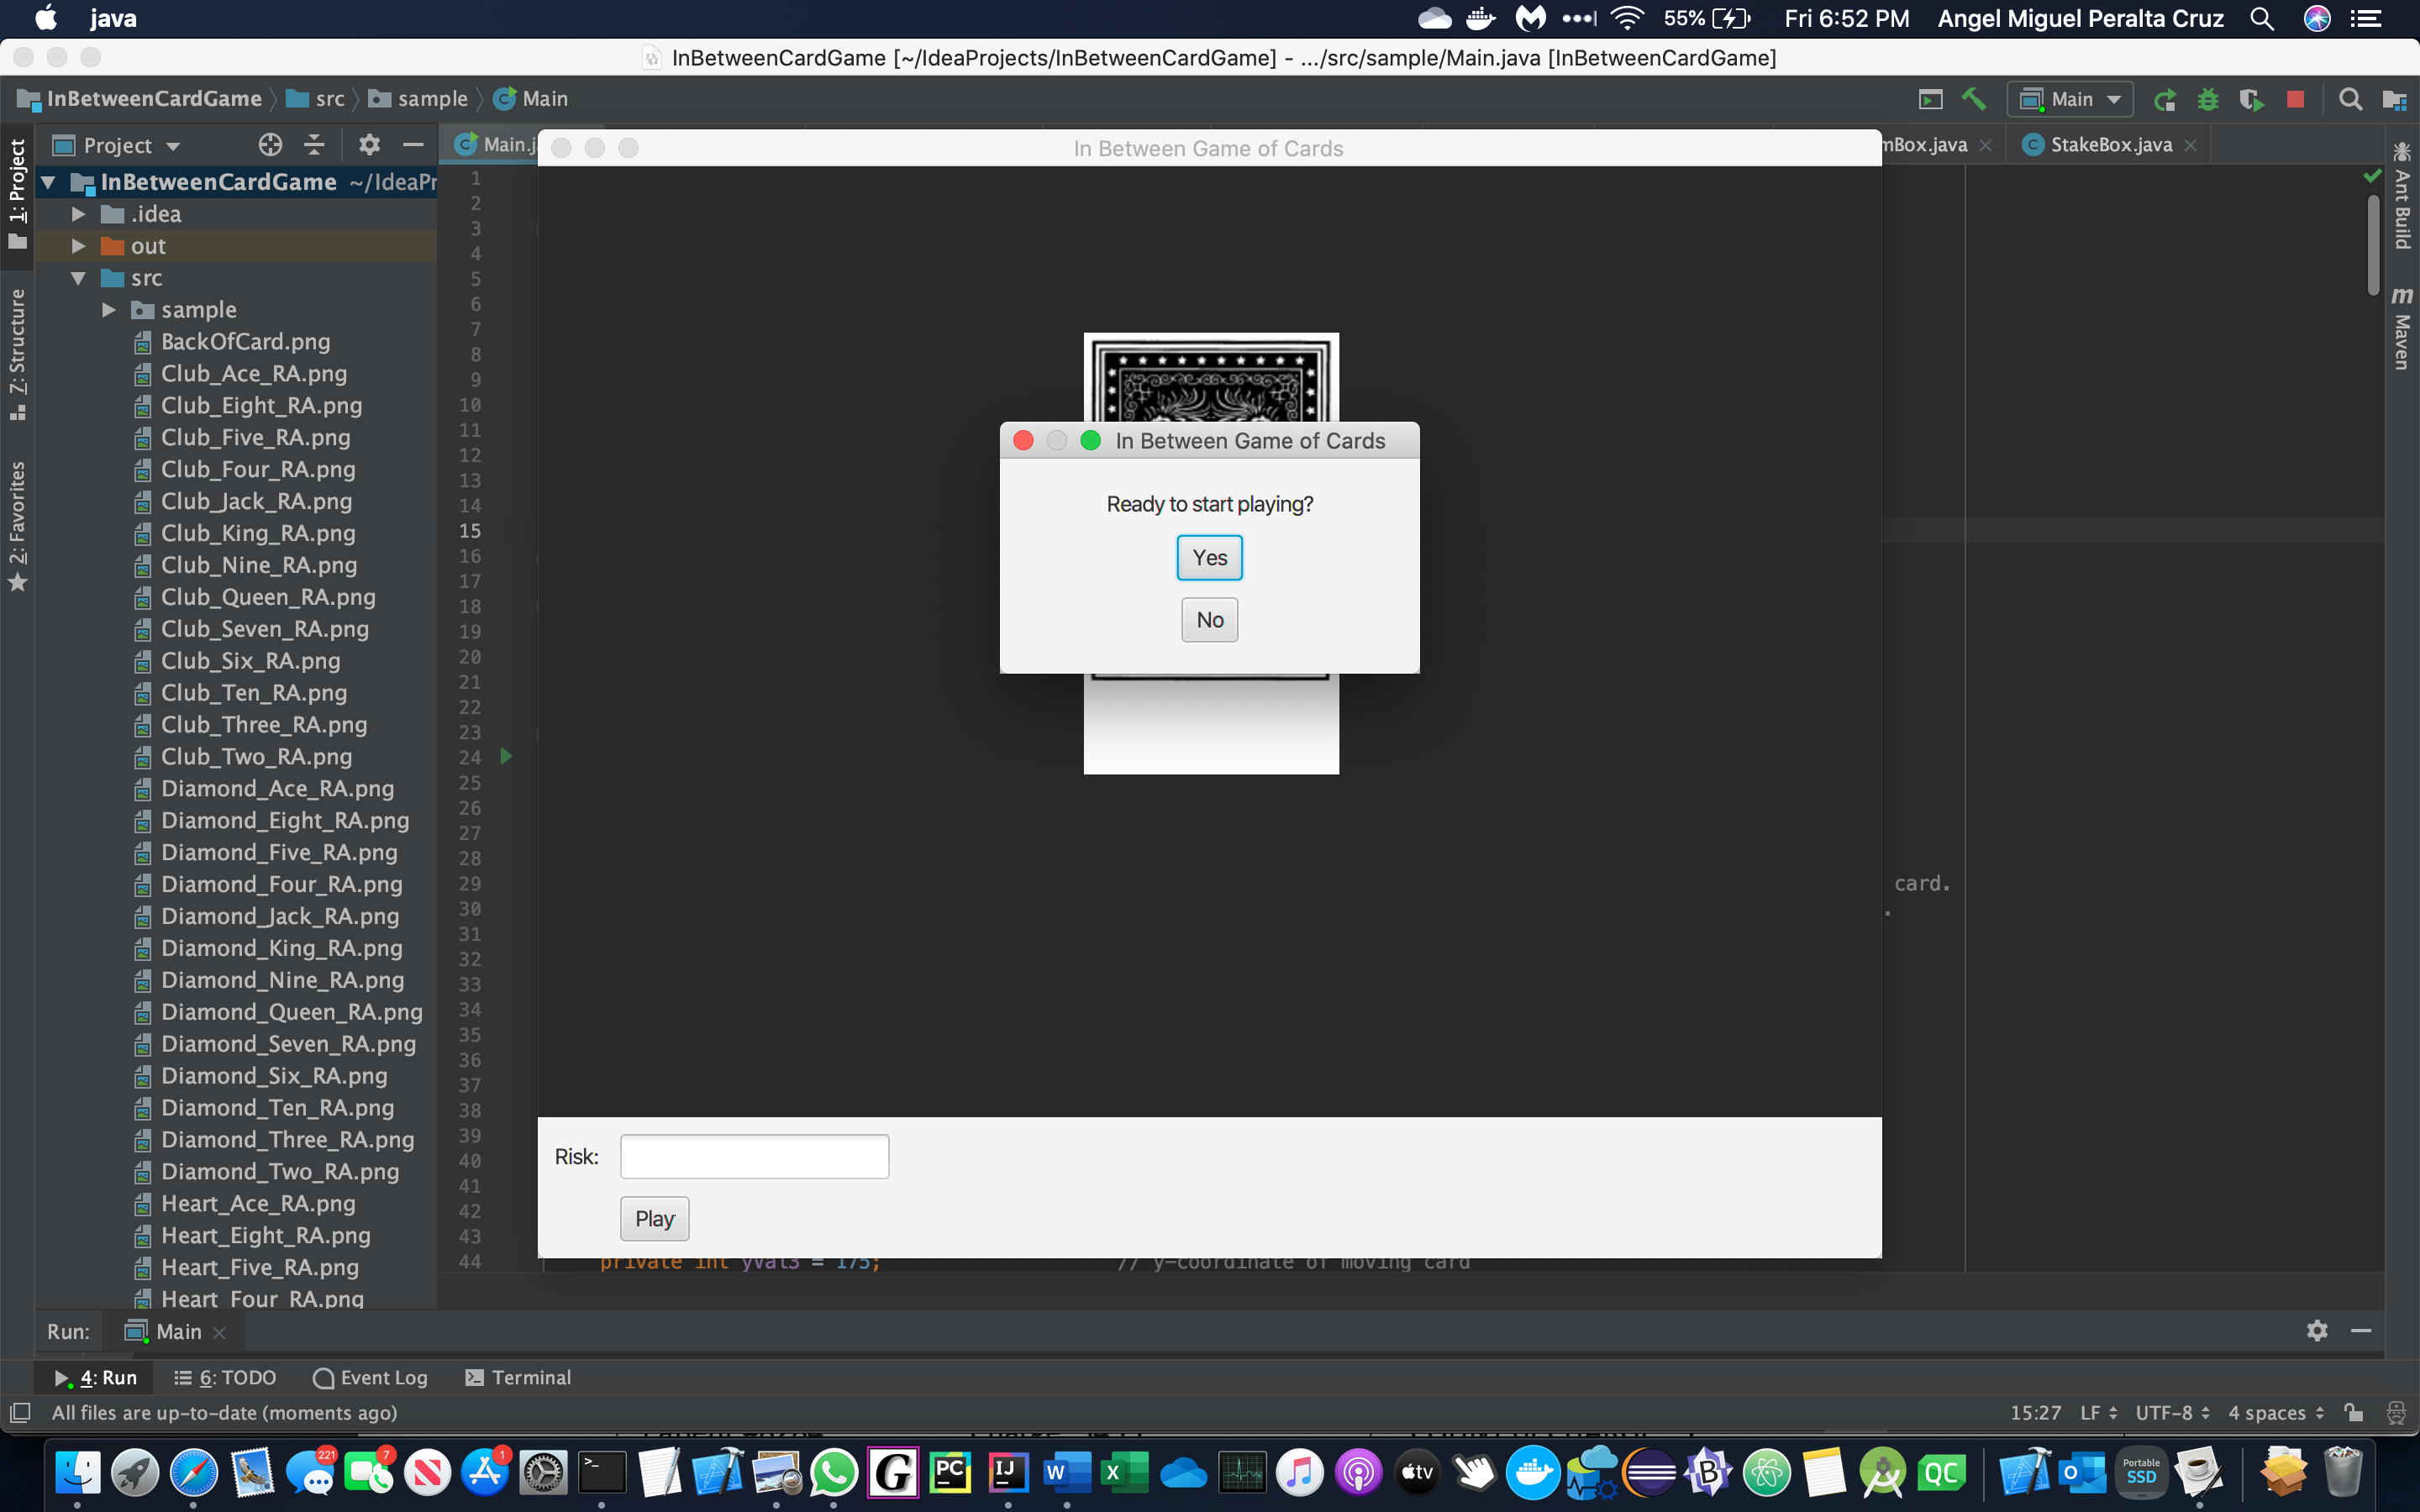 java
55%
Fri 6:52 PM
Angel Miguel Peralta Cruz
InBetweenCardGame [~/IdeaProjects/InBetweenCardGame] - .../src/sample/Main.java [InBetweenCardGame]
InBetweenCardGame
src
sample
Main
Main
Project
Main.j
In Between Game of Cards
mBox.java
StakeBox.java
1: Project
7: Structure
2: Favorites
Ant Build
m Maven
InBetweenCardGame ~/IdeaPr
.idea
out
src
sample
BackOfCard.png
Club_Ace_RA.png
Club_Eight_RA.png
Club_Five_RA.png
Club_Four_RA.png
Club_Jack_RA.png
Club_King_RA.png
Club_Nine_RA.png
Club_Queen_RA.png
Club_Seven_RA.png
Club_Six_RA.png
Club_Ten_RA.png
Club_Three_RA.png
Club_Two_RA.png
Diamond_Ace_RA.png
Diamond_Eight_RA.png
Diamond_Five_RA.png
Diamond_Four_RA.png
Diamond_Jack_RA.png
Diamond_King_RA.png
Diamond_Nine_RA.png
Diamond_Queen_RA.png
Diamond_Seven_RA.png
Diamond_Six_RA.png
Diamond_Ten_RA.png
Diamond_Three_RA.png
Diamond_Two_RA.png
Heart_Ace_RA.png
Heart_Eight_RA.png
Heart_Five_RA.png
Heart_Four_RA.png
1
2
3
4
5
6
7
8
9
10
11
12
13
14
15
16
17
18
19
20
21
22
23
24
25
26
27
28
29
30
31
32
33
34
35
36
37
38
39
40
41
42
43
44
In Between Game of Cards
Ready to start playing?
Yes
No
card.
.
Risk:
Play
private int yVal3 = 175; // y-coordinate of moving card
Run:
Main
4: Run
6: TODO
Event Log
Terminal
All files are up-to-date (moments ago)
15:27
LF
UTF-8
4 spaces
221
7
1
>_
G
PC
IJ
W
X
tv
B
QC
O
Portable
SSD